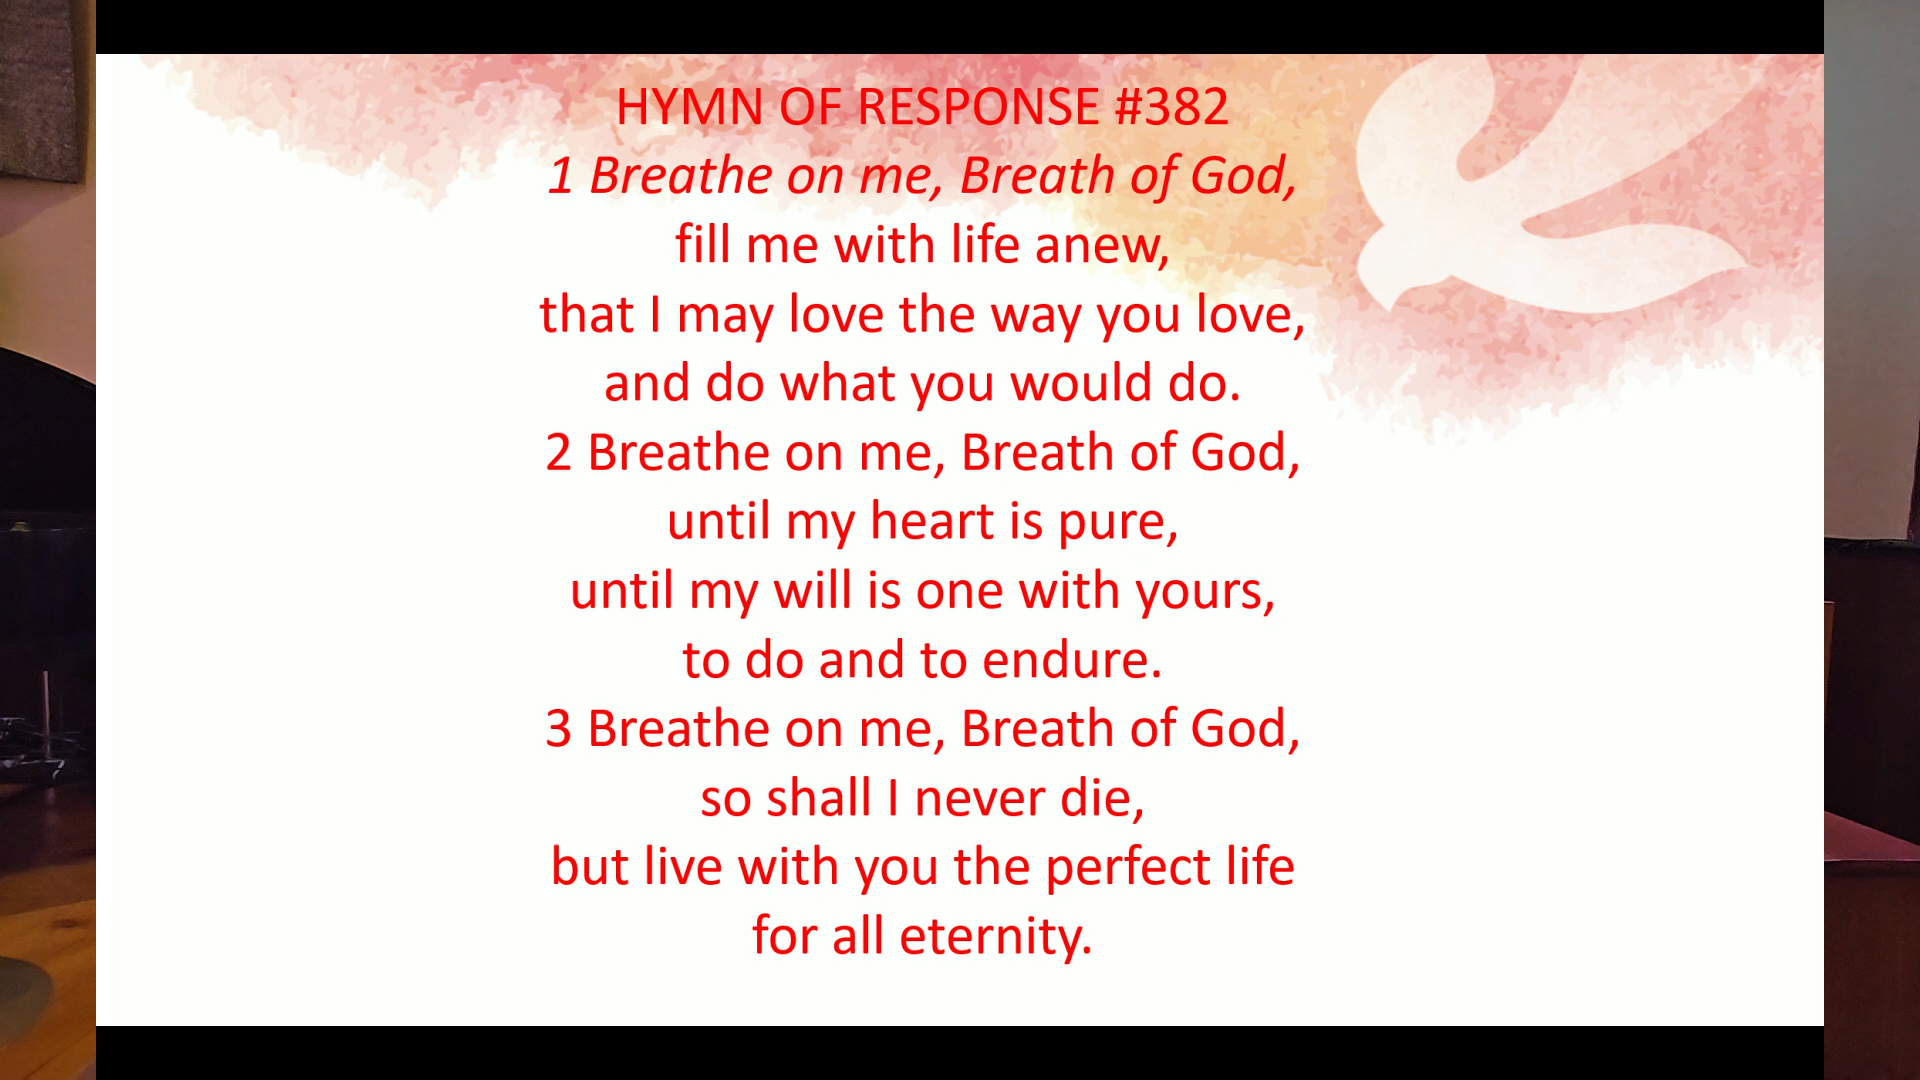 HYMN OF RESPONSE #382
1 Breathe on me, Breath of God,
fill me with life anew,
that I may love the way you love,
and do what you would do.
2 Breathe on me, Breath of God,
until my heart is pure,
until my will is one with yours,
to do and to endure.
3 Breathe on me, Breath of God,
so shall I never die,
but live with you the perfect life
for all eternity.